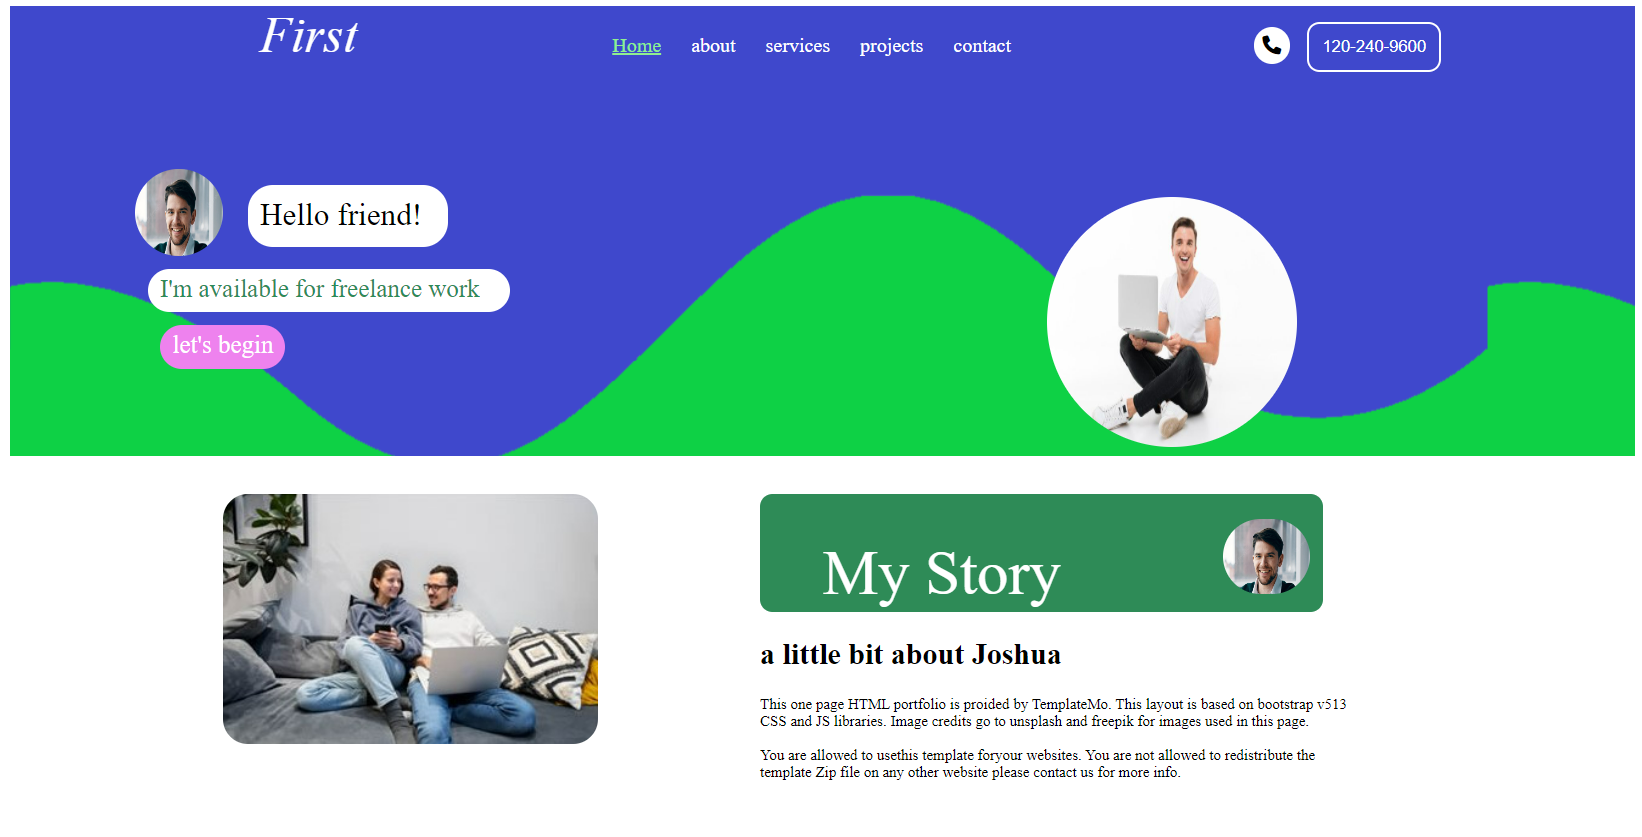 First
Home about services projects contact
120-240-9600
Hello friend!
I'm available for freelance work
let's begin
My Story
a little bit about Joshua
This one page HTML portfolio is proided by TemplateMo. This layout is based on bootstrap v513
CSS and JS libraries. Image credits go to unsplash and freepik for images used in this page.
You are allowed to usethis template foryour websites. You are not allowed to redistribute the
template Zip file on any other website please contact us for more info.